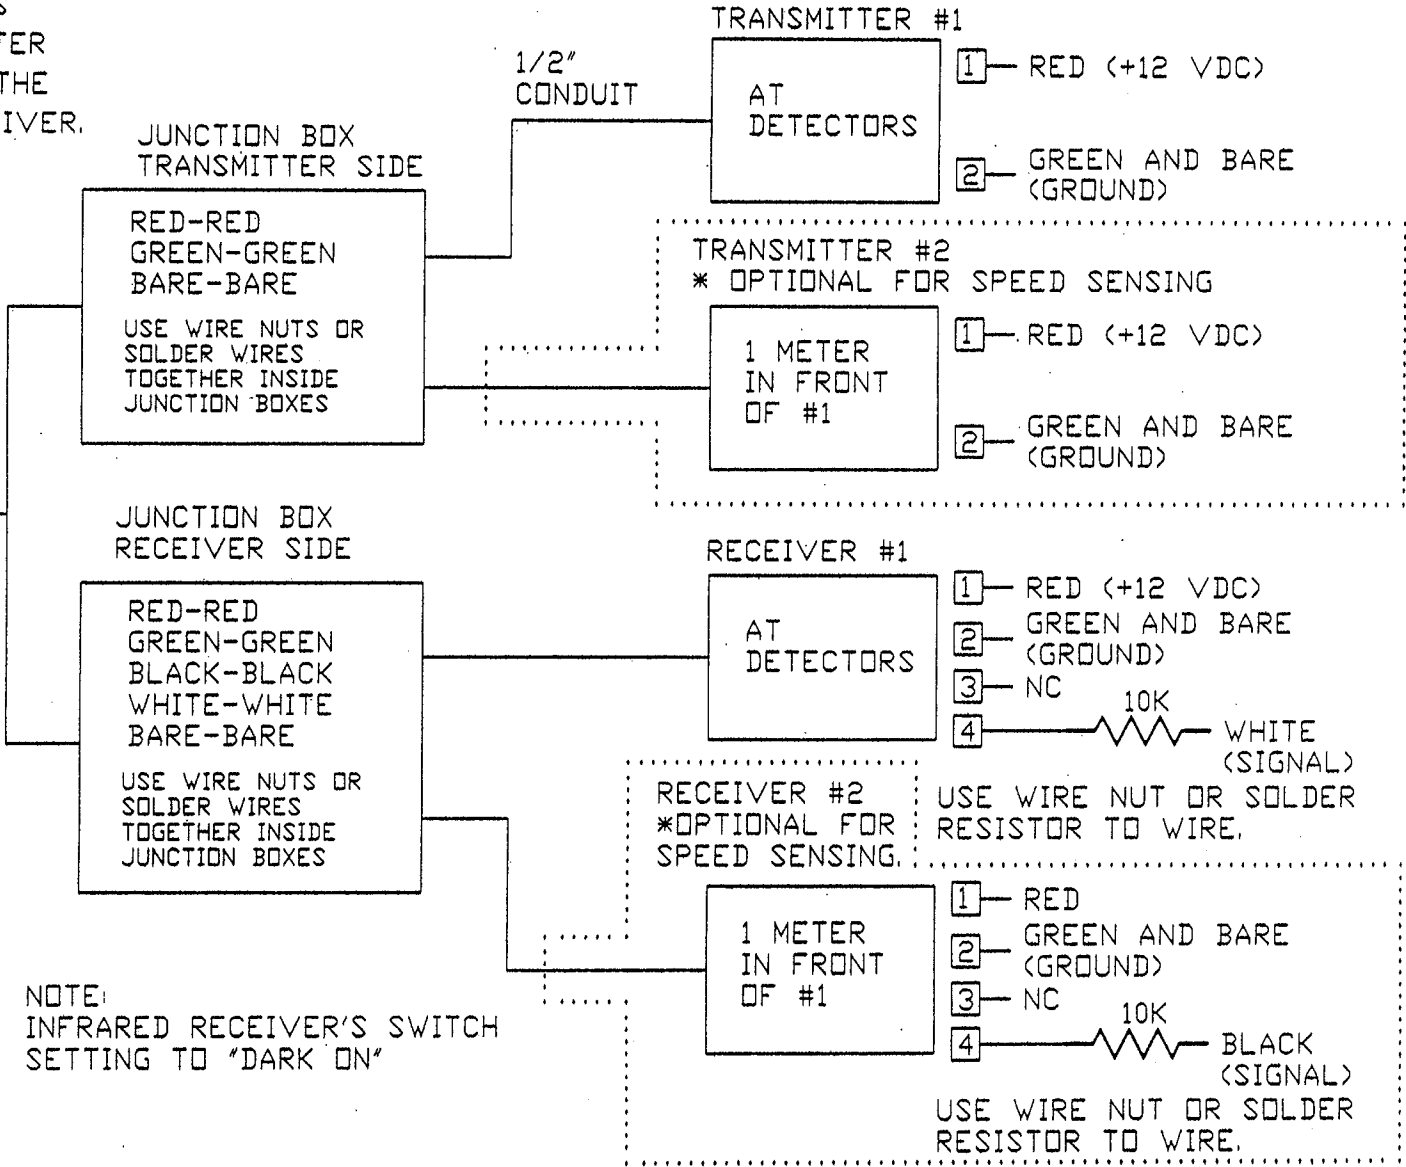 THE
JUNCTION BOX
TRANSMITTER SIDE
RED-RED
GREEN-GREEN
BARE-BARE
USE WIRE NUTS OR
SOLDER WIRES
TOGETHER INSIDE
JUNCTION BOXES
1/2"
CONDUIT
TRANSMITTER #1
AT
DETECTORS
1 RED (+12 VDC)
2 GREEN AND BARE
(GROUND)
TRANSMITTER #2
* OPTIONAL FOR SPEED SENSING
1 METER
IN FRONT
OF #1
1 RED (+12 VDC)
2 GREEN AND BARE
(GROUND)
JUNCTION BOX
RECEIVER SIDE
RED-RED
GREEN-GREEN
BLACK-BLACK
WHITE-WHITE
BARE-BARE
USE WIRE NUTS OR
SOLDER WIRES
TOGETHER INSIDE
JUNCTION BOXES
RECEIVER #1
AT
DETECTORS
1 RED (+12 VDC)
2 GREEN AND BARE
(GROUND)
3 NC
4 10K WHITE
(SIGNAL)
USE WIRE NUT OR SOLDER
RESISTOR TO WIRE.
RECEIVER #2
*OPTIONAL FOR
SPEED SENSING.
1 METER
IN FRONT
OF #1
1 RED
2 GREEN AND BARE
(GROUND)
3 NC
4 10K BLACK
(SIGNAL)
USE WIRE NUT OR SOLDER
RESISTOR TO WIRE.
NOTE:
INFRARED RECEIVER'S SWITCH
SETTING TO "DARK ON"